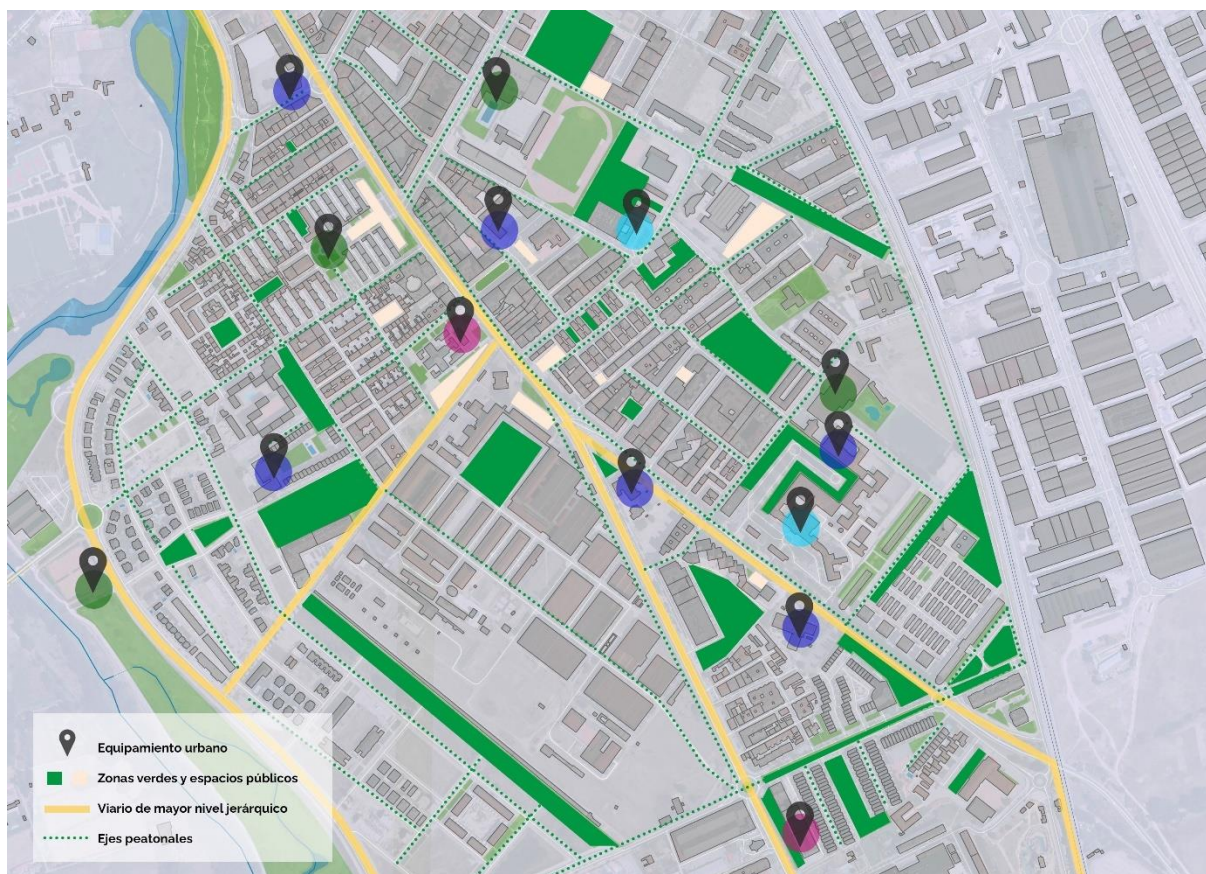 Equipamiento urbano
Zonas verdes y espacios públicos
Viario de mayor nivel jerárquico
Ejes peatonales